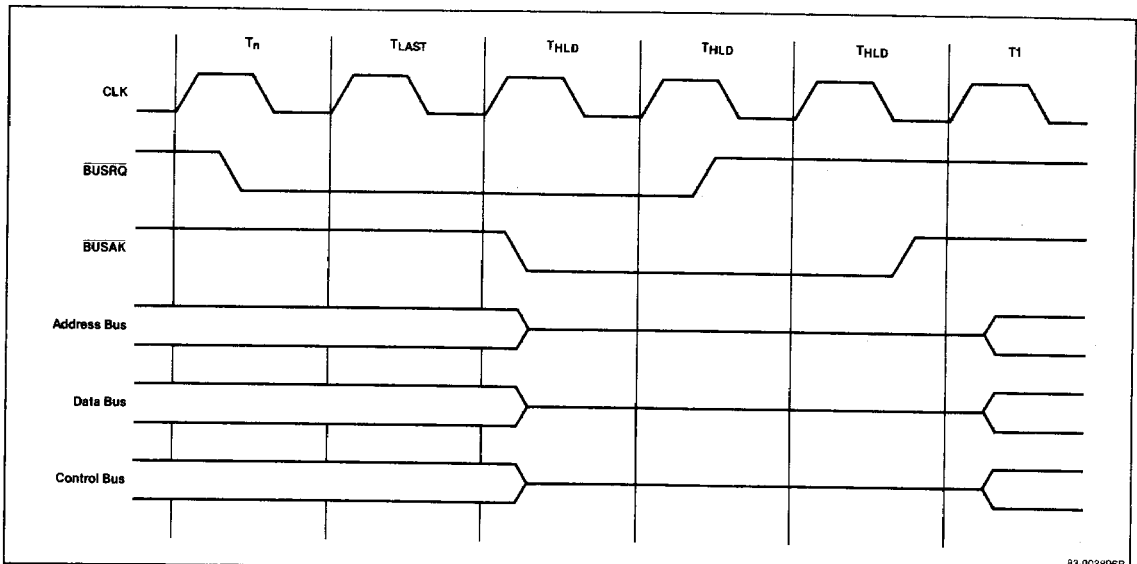 Tn TLAST THLD THLD THLD T1
CLK
BUSRQ
BUSAK
Address Bus
Data Bus
Control Bus